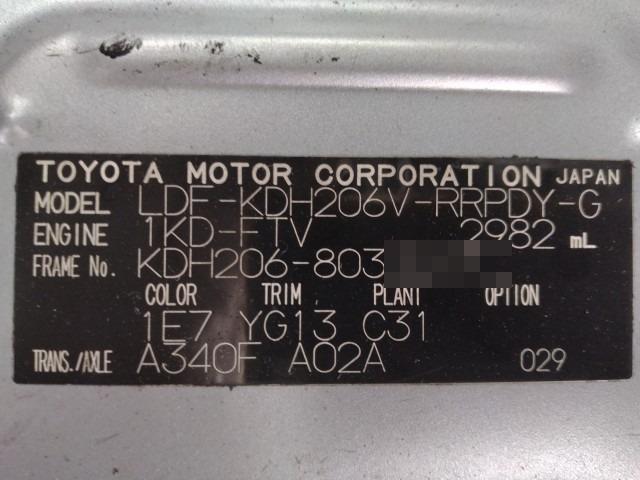 TOYOTA MOTOR CORPORATION JAPAN
MODEL LDF-KDH206V-RRPDY-G
ENGINE 1KD-FTV 2982 mL
FRAME No. KDH206-803
COLOR TRIM PLANT OPTION
1E7 YG13 C31
TRANS./AXLE A340F A02A 029